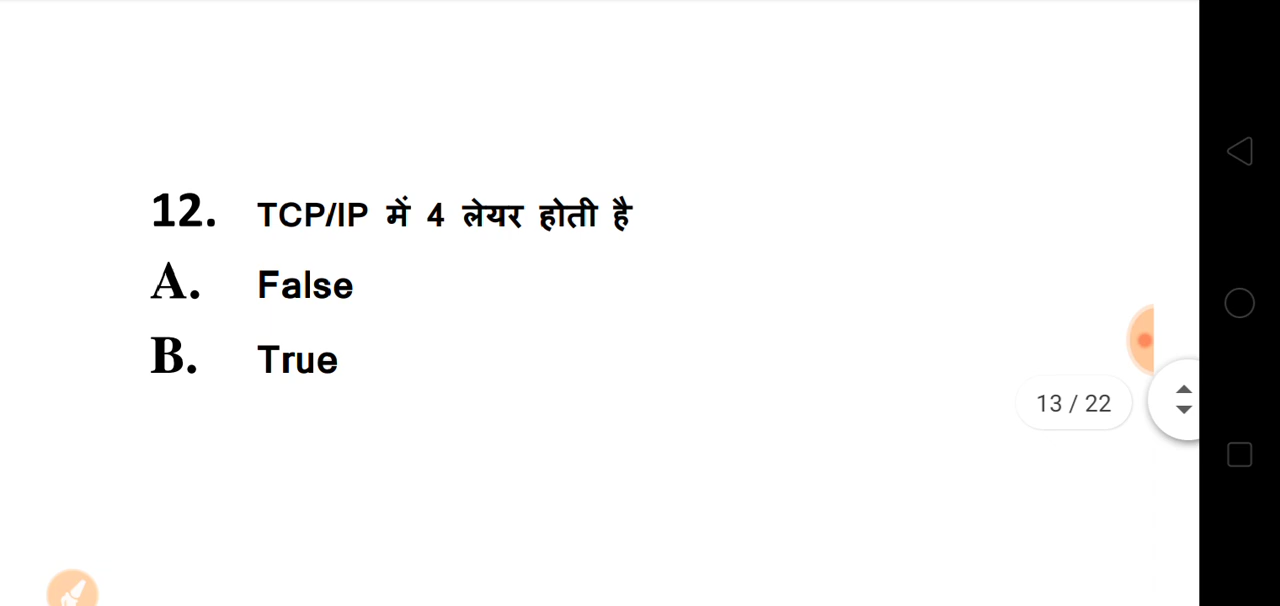 12. TCP/IP में 4 लेयर होती है
A. False
B. True
13 / 22